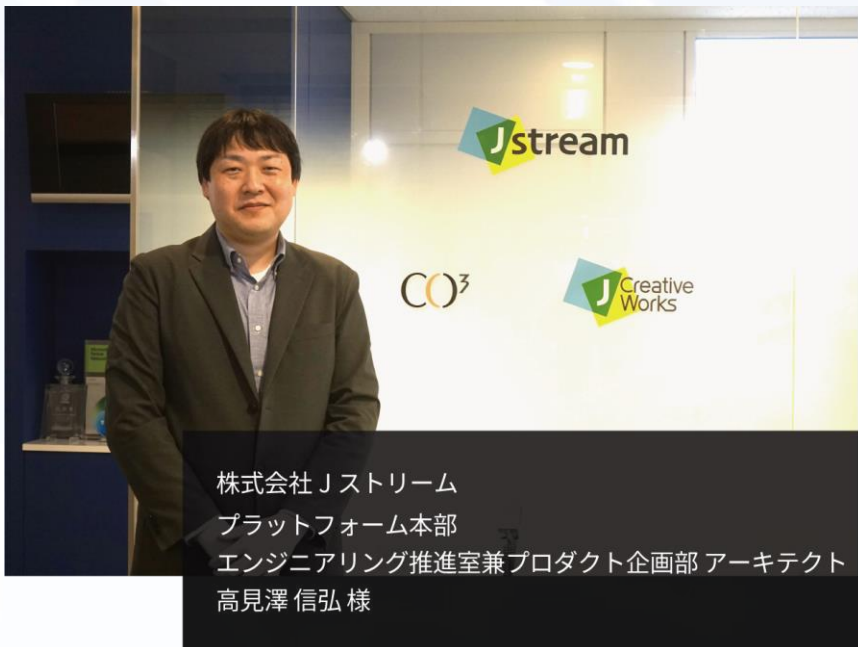 Jstream
CO³
J Creative
Works
株式会社 J ストリーム
プラットフォーム本部
エンジニアリング推進室兼プロダクト企画部 アーキテクト
高見澤 信弘 様